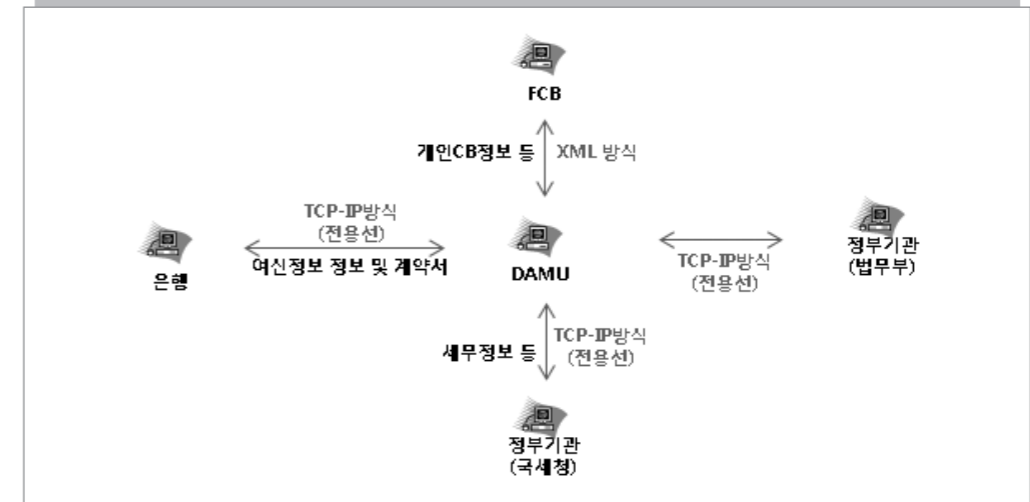 FCB
개인CB정보 등
XML 방식
TCP-IP방식
(전용선)
여신정보 정보 및 계약서
은행
DAMU
TCP-IP방식
(전용선)
정부기관
(법무부)
세무정보 등
TCP-IP방식
(전용선)
정부기관
(국세청)